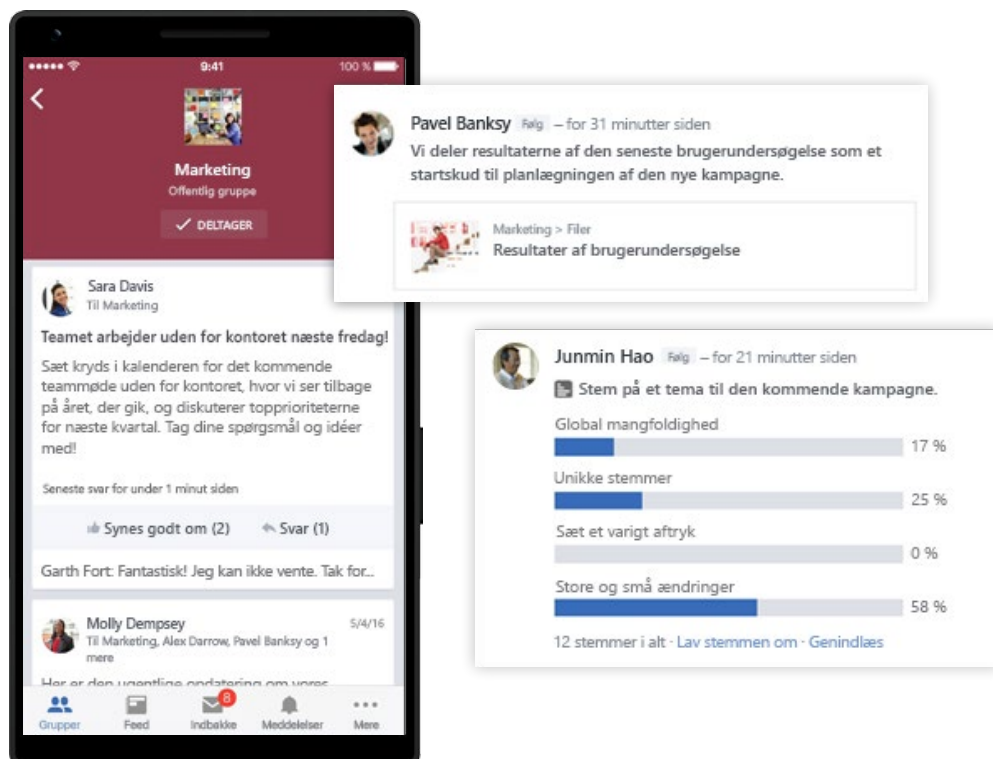 9:41
100 %
Marketing
Offentlig gruppe
DELTAGER
Sara Davis
Til Marketing
Teamet arbejder uden for kontoret næste fredag!
Sæt kryds i kalenderen for det kommende
teammøde uden for kontoret, hvor vi ser tilbage
på året, der gik, og diskuterer topprioriteterne
for næste kvartal. Tag dine spørgsmål og idéer
med!
Seneste svar for under 1 minut siden
Synes godt om (2) Svar (1)
Garth Fort: Fantastisk! Jeg kan ikke vente. Tak for...
Molly Dempsey 5/4/16
Til Marketing, Alex Darrow, Pavel Banksy og 1
mere
Her er den ugentlige opdatering om vores
8
Grupper Feed Indbakke Meddelelser Mere
Pavel Banksy Følg – for 31 minutter siden
Vi deler resultaterne af den seneste brugerundersøgelse som et
startskud til planlægningen af den nye kampagne.
Marketing > Filer
Resultater af brugerundersøgelse
Junmin Hao Følg – for 21 minutter siden
Stem på et tema til den kommende kampagne.
Global mangfoldighed
17 %
Unikke stemmer
25 %
Sæt et varigt aftryk
0 %
Store og små ændringer
58 %
12 stemmer i alt · Lav stemmen om · Genindlæs